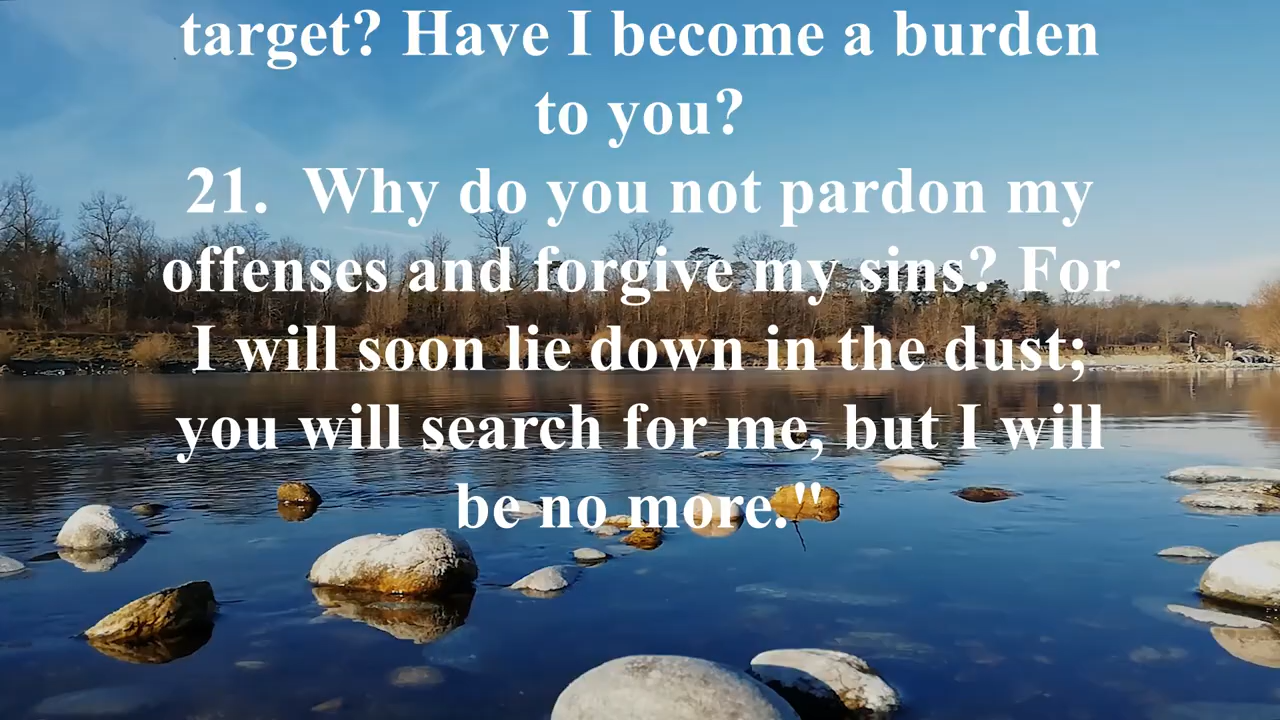 target? Have I become a burden
to you?
21.  Why do you not pardon my
offenses and forgive my sins? For
I will soon lie down in the dust;
you will search for me, but I will
be no more."